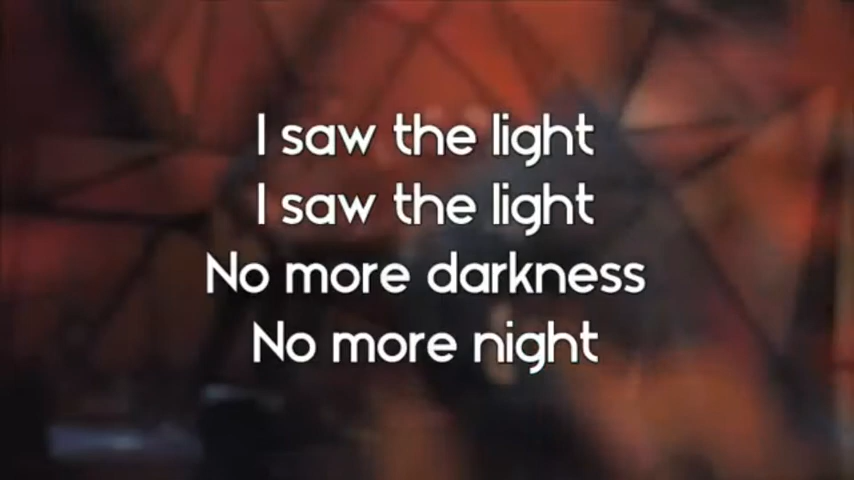 I saw the light
I saw the light
No more darkness
No more night